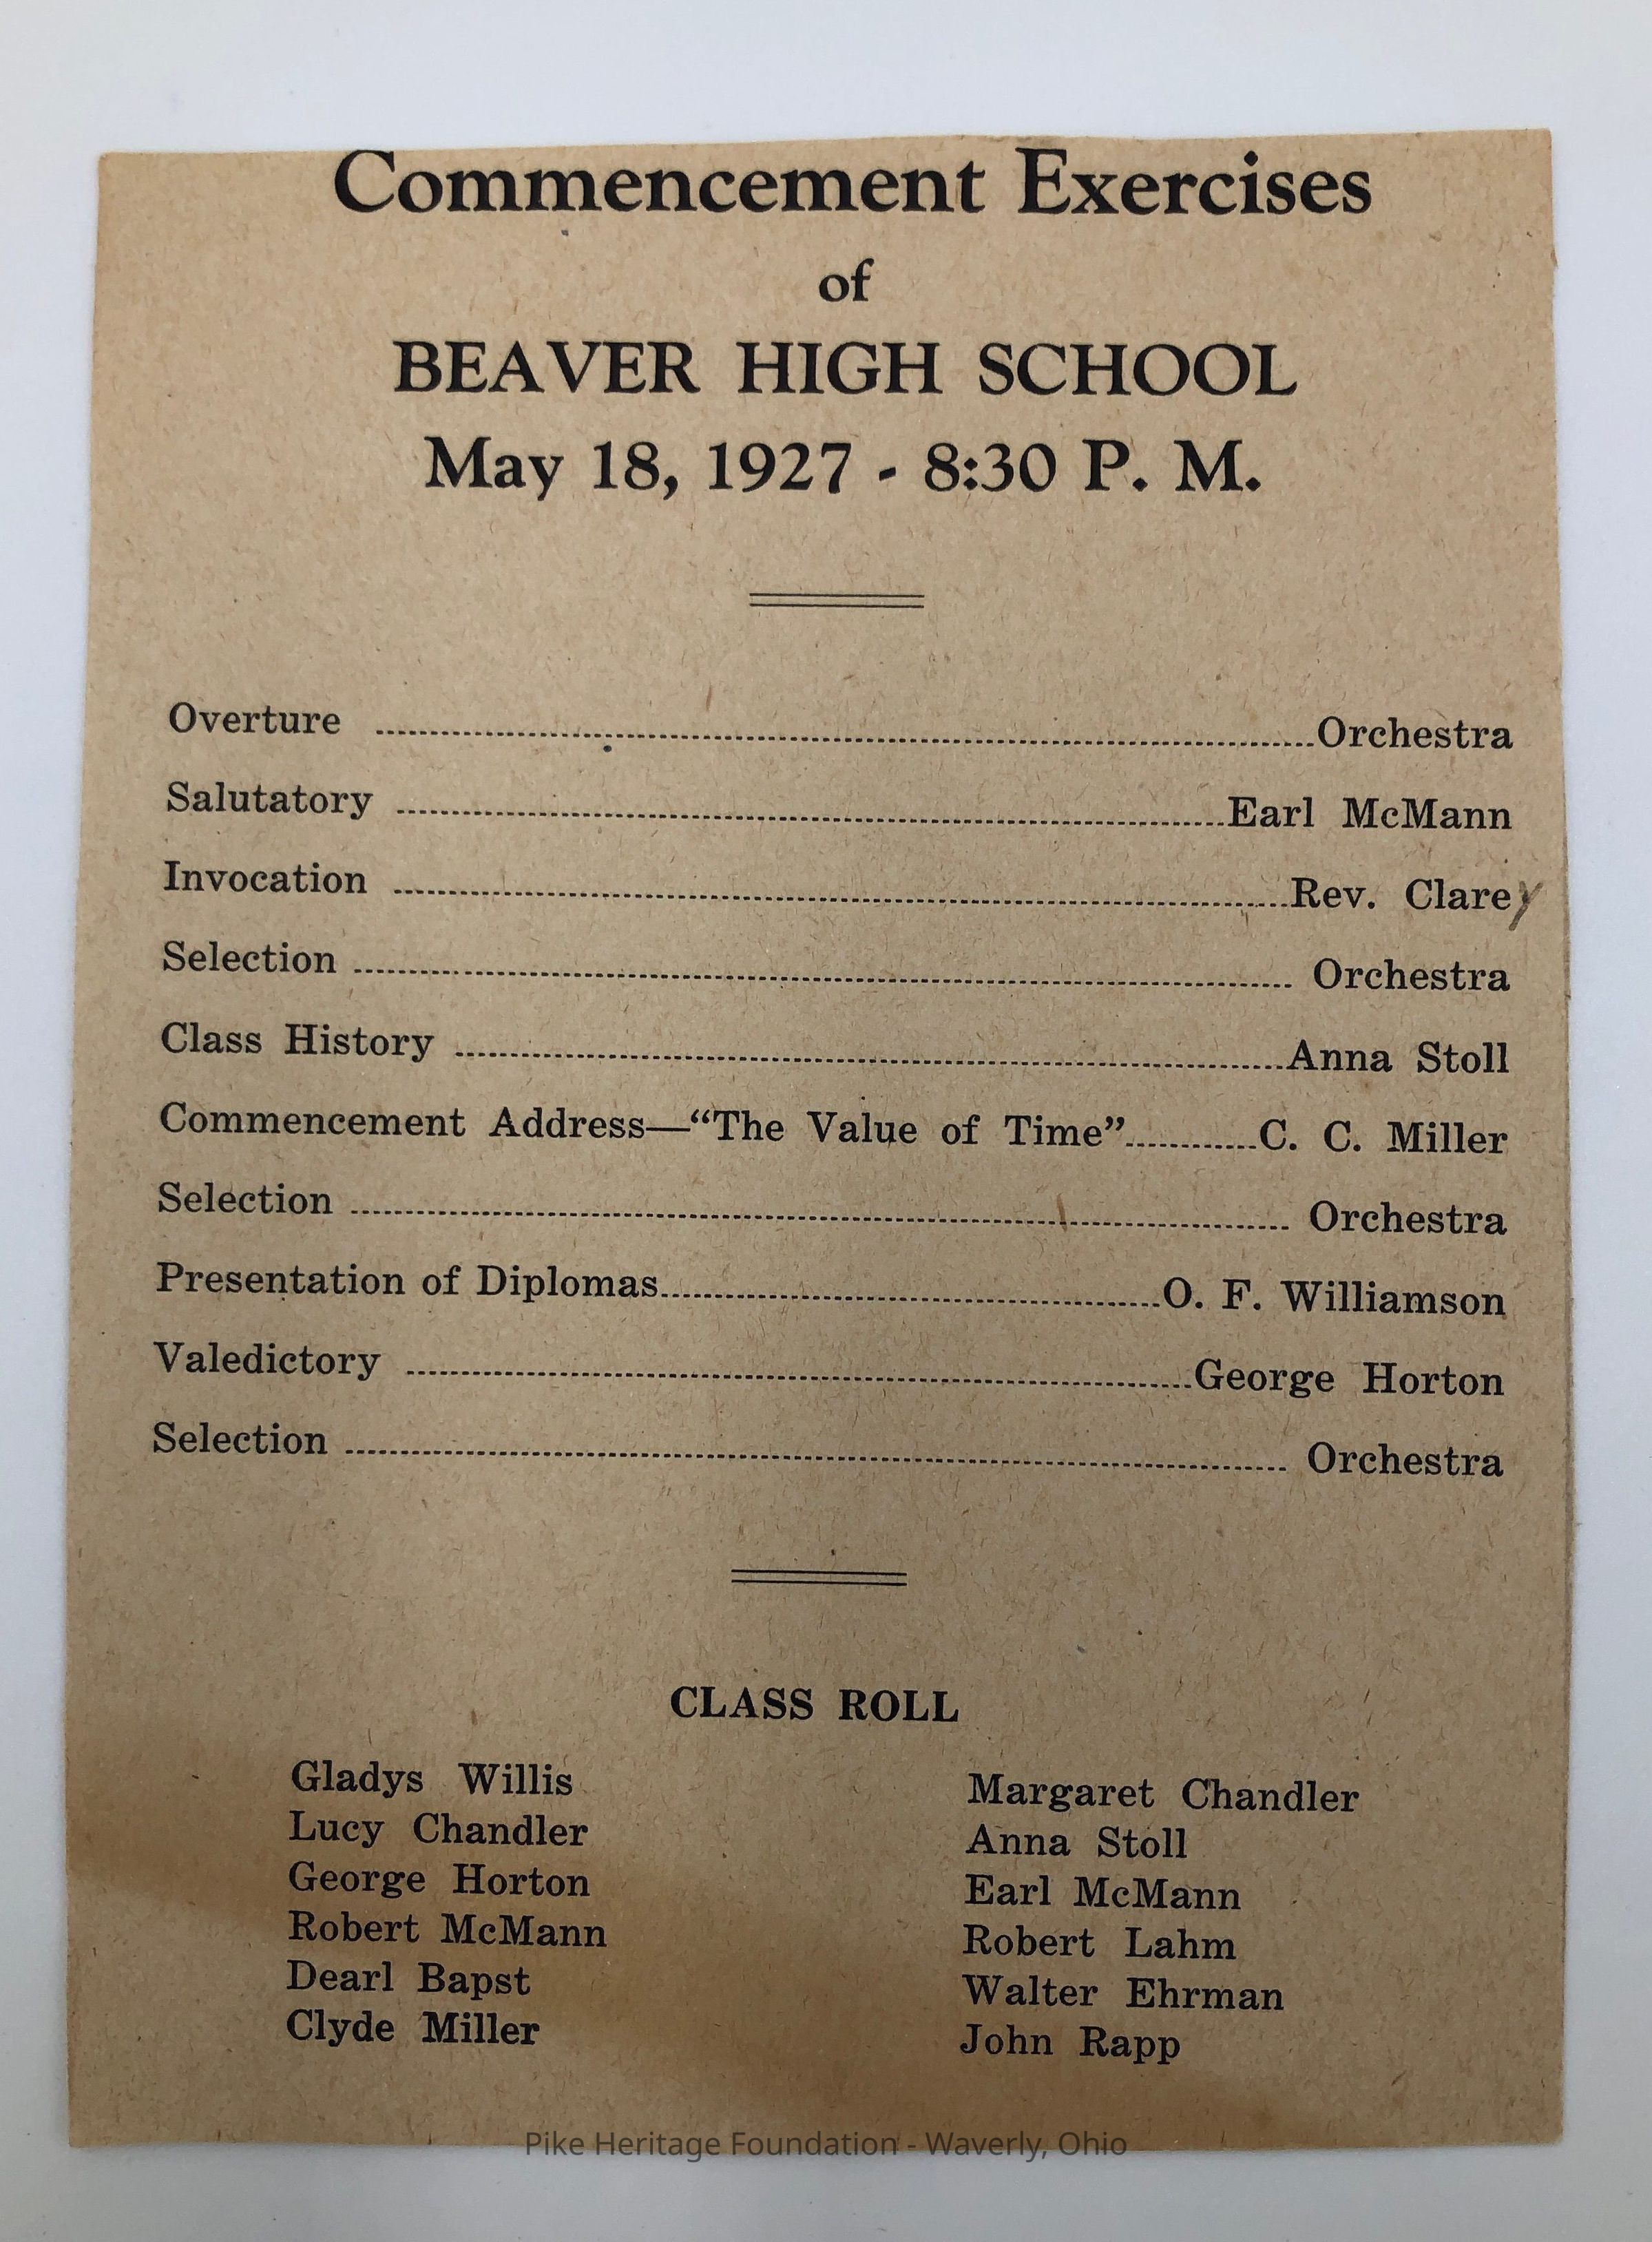 Commencement Exercises
of
BEAVER HIGH SCHOOL
May 18, 1927 - 8:30 P. M.
Overture ........ Orchestra
Salutatory ........ Earl McMann
Invocation ........ Rev. Clarey
Selection ........ Orchestra
Class History ........ Anna Stoll
Commencement Address—“The Value of Time” ........ C. C. Miller
Selection ........ Orchestra
Presentation of Diplomas ........ O. F. Williamson
Valedictory ........ George Horton
Selection ........ Orchestra
CLASS ROLL
Gladys Willis
Lucy Chandler
George Horton
Robert McMann
Dearl Bapst
Clyde Miller
Margaret Chandler
Anna Stoll
Earl McMann
Robert Lahm
Walter Ehrman
John Rapp
Pike Heritage Foundation - Waverly, Ohio